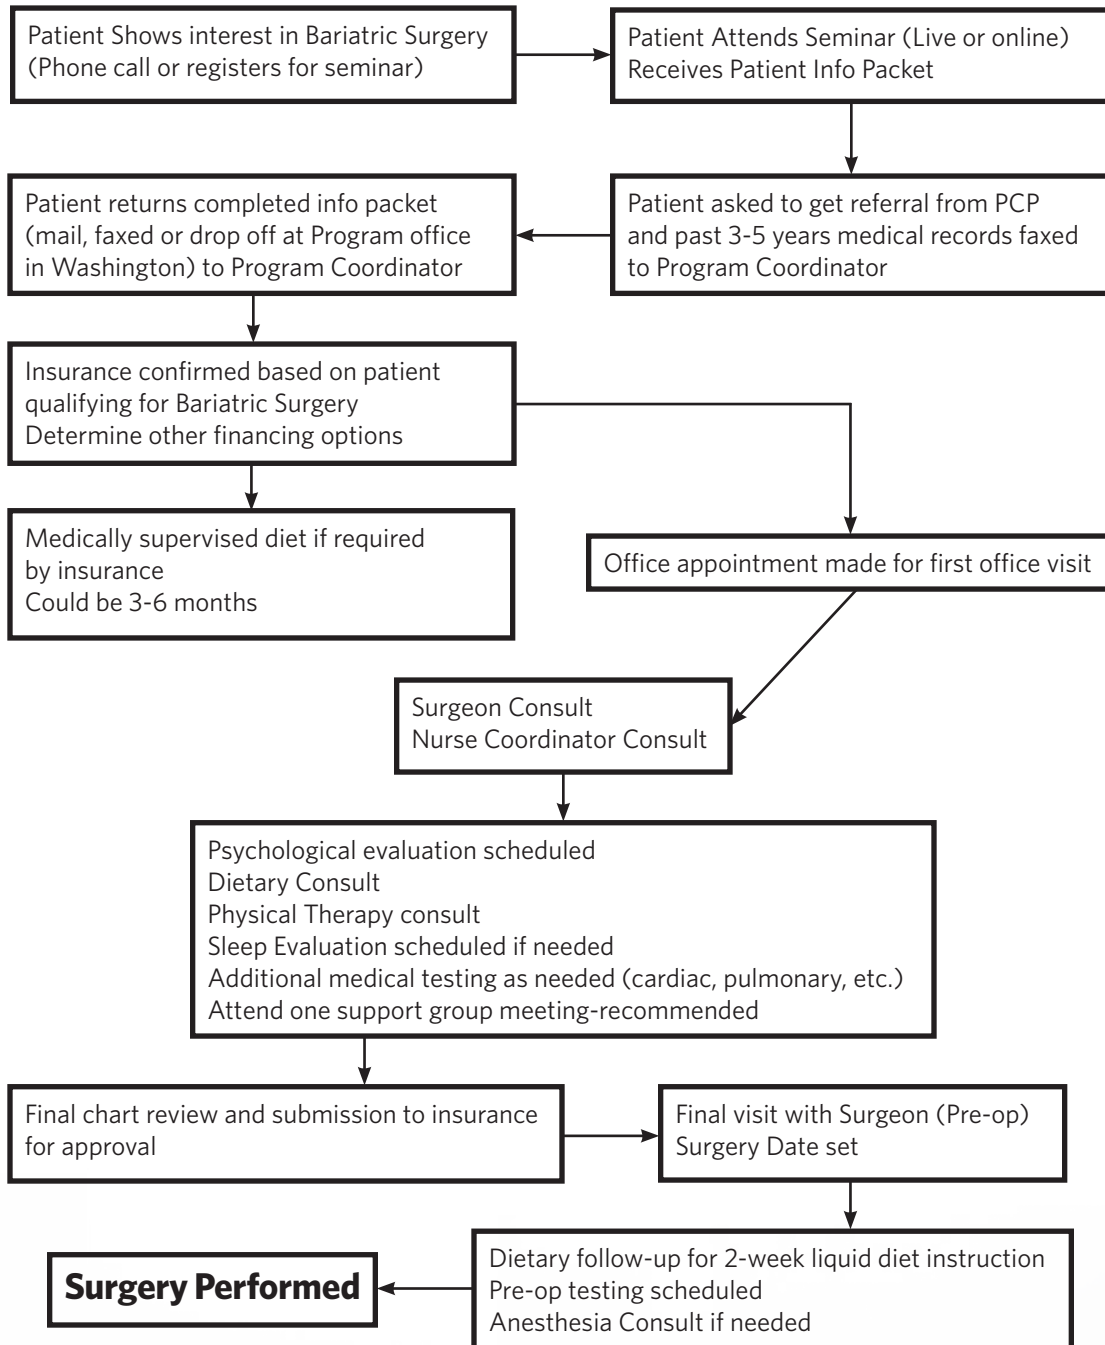 Patient Shows interest in Bariatric Surgery
(Phone call or registers for seminar)
Patient Attends Seminar (Live or online)
Receives Patient Info Packet
Patient asked to get referral from PCP
and past 3-5 years medical records faxed
to Program Coordinator
Patient returns completed info packet
(mail, faxed or drop off at Program office
in Washington) to Program Coordinator
Insurance confirmed based on patient
qualifying for Bariatric Surgery
Determine other financing options
Medically supervised diet if required
by insurance
Could be 3-6 months
Office appointment made for first office visit
Surgeon Consult
Nurse Coordinator Consult
Psychological evaluation scheduled
Dietary Consult
Physical Therapy consult
Sleep Evaluation scheduled if needed
Additional medical testing as needed (cardiac, pulmonary, etc.)
Attend one support group meeting-recommended
Final chart review and submission to insurance
for approval
Final visit with Surgeon (Pre-op)
Surgery Date set
Dietary follow-up for 2-week liquid diet instruction
Pre-op testing scheduled
Anesthesia Consult if needed
Surgery Performed